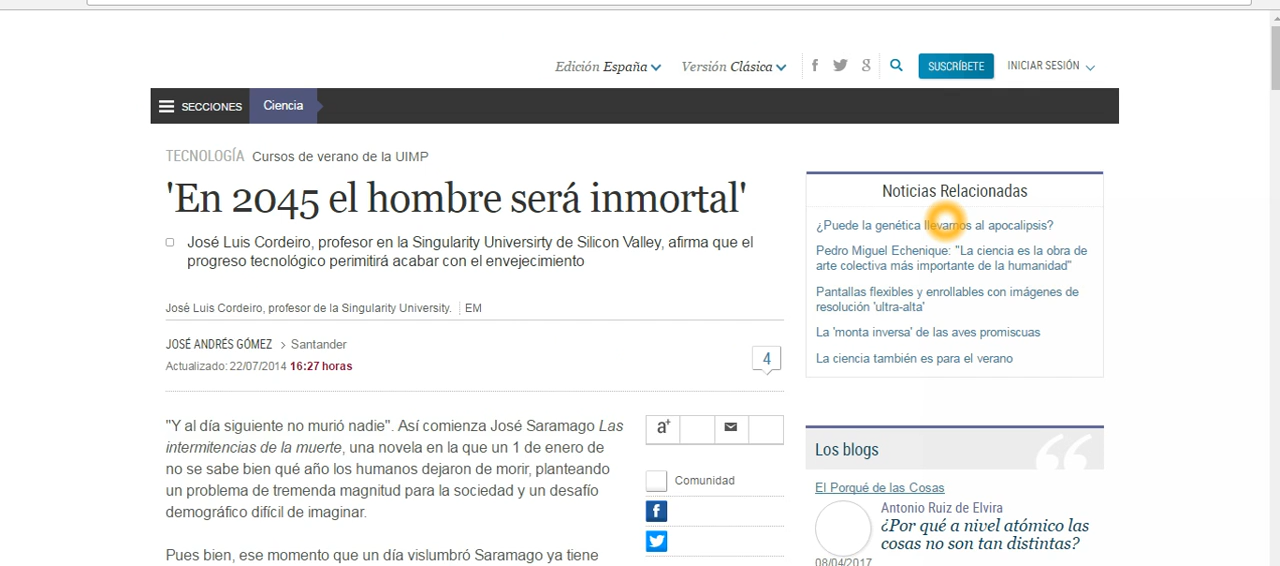 Edición España
Versión Clásica
SUSCRÍBETE
INICIAR SESIÓN
SECCIONES
Ciencia
TECNOLOGÍA Cursos de verano de la UIMP
'En 2045 el hombre será inmortal'
José Luis Cordeiro, profesor en la Singularity Universirty de Silicon Valley, afirma que el
progreso tecnológico perimitirá acabar con el envejecimiento
José Luis Cordeiro, profesor de la Singularity University. EM
JOSÉ ANDRÉS GÓMEZ > Santander
Actualizado: 22/07/2014 16:27 horas
4
"Y al día siguiente no murió nadie". Así comienza José Saramago Las
intermitencias de la muerte, una novela en la que un 1 de enero de
no se sabe bien qué año los humanos dejaron de morir, planteando
un problema de tremenda magnitud para la sociedad y un desafío
demográfico difícil de imaginar.
Pues bien, ese momento que un día vislumbró Saramago ya tiene
a+
Comunidad
Noticias Relacionadas
¿Puede la genética llevarnos al apocalipsis?
Pedro Miguel Echenique: "La ciencia es la obra de
arte colectiva más importante de la humanidad"
Pantallas flexibles y enrollables con imágenes de
resolución 'ultra-alta'
La 'monta inversa' de las aves promiscuas
La ciencia también es para el verano
Los blogs
El Porqué de las Cosas
Antonio Ruiz de Elvira
¿Por qué a nivel atómico las
cosas no son tan distintas?
08/04/2017